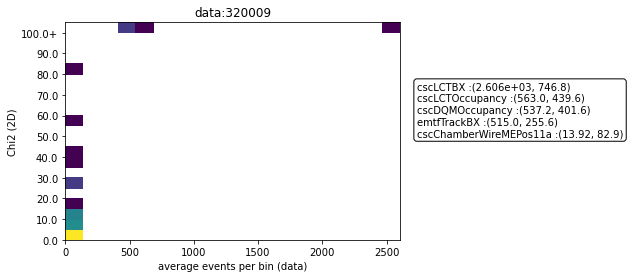 data:320009
100.0+
90.0
80.0
70.0
60.0
50.0
40.0
30.0
20.0
10.0
0.0
Chi2 (2D)
0
500
1000
1500
2000
2500
average events per bin (data)
cscLCTBX :(2.606e+03, 746.8)
cscLCTOccupancy :(563.0, 439.6)
cscDQMOccupancy :(537.2, 401.6)
emtfTrackBX :(515.0, 255.6)
cscChamberWireMEPos11a :(13.92, 82.9)